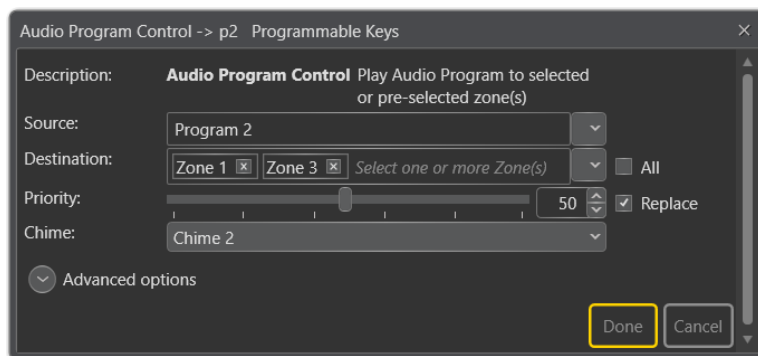 Audio Program Control -> p2 Programmable Keys
Description: Audio Program Control Play Audio Program to selected
or pre-selected zone(s)
Source: Program 2
Destination: Zone 1 Zone 3 Select one or more Zone(s) All
Priority: 50 Replace
Chime: Chime 2
Advanced options
Done Cancel